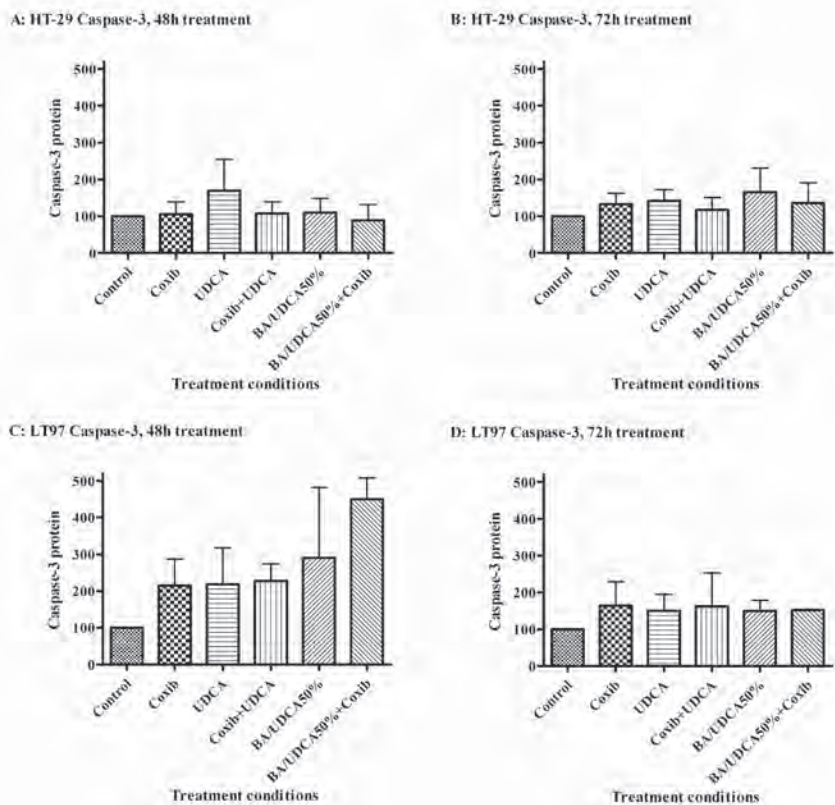 A: HT-29 Caspase-3, 48h treatment
Caspase-3 protein
500
400
300
200
100
0
Control
Coxib
UDCA
Coxib+UDCA
BA/UDCA50%
BA/UDCA50%+Coxib
Treatment conditions
B: HT-29 Caspase-3, 72h treatment
Caspase-3 protein
500
400
300
200
100
0
Control
Coxib
UDCA
Coxib+UDCA
BA/UDCA50%
BA/UDCA50%+Coxib
Treatment conditions
C: LT97 Caspase-3, 48h treatment
Caspase-3 protein
500
400
300
200
100
0
Control
Coxib
UDCA
Coxib+UDCA
BA/UDCA50%
BA/UDCA50%+Coxib
Treatment conditions
D: LT97 Caspase-3, 72h treatment
Caspase-3 protein
500
400
300
200
100
0
Control
Coxib
UDCA
Coxib+UDCA
BA/UDCA50%
BA/UDCA50%+Coxib
Treatment conditions